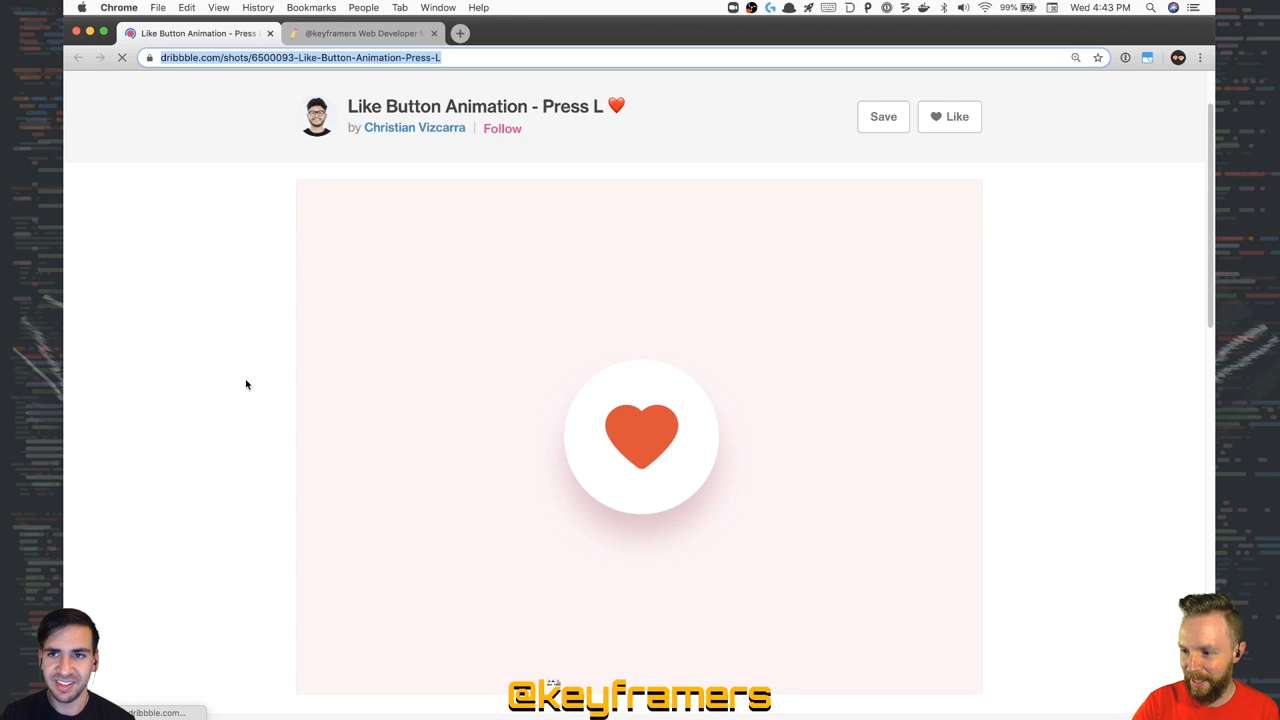 Chrome File Edit View History Bookmarks People Tab Window Help 99% Wed 4:43 PM
Like Button Animation - Press @keyframers Web Developer
dribbble.com/shots/6500093-Like-Button-Animation-Press-L
Like Button Animation - Press L ❤️
by Christian Vizcarra | Follow
Save Like
@keyframers
dribbble.com...